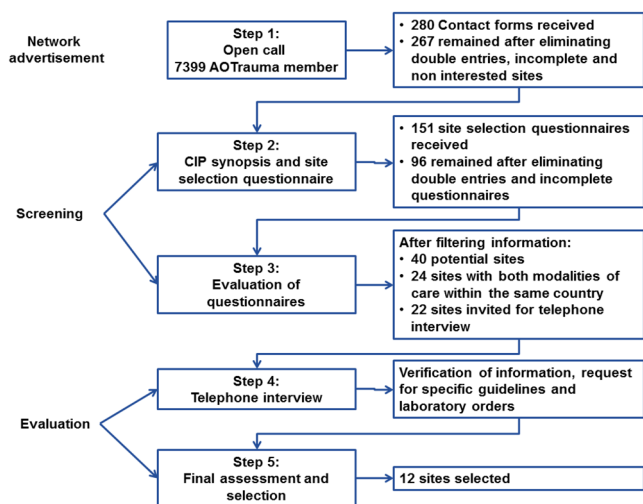 Network
advertisement
Step 1:
Open call
7399 AOTrauma member
• 280 Contact forms received
• 267 remained after eliminating
double entries, incomplete and
non interested sites
Screening
Step 2:
CIP synopsis and site
selection questionnaire
• 151 site selection questionnaires
received
• 96 remained after eliminating
double entries and incomplete
questionnaires
Step 3:
Evaluation of
questionnaires
After filtering information:
• 40 potential sites
• 24 sites with both modalities of
care within the same country
• 22 sites invited for telephone
interview
Evaluation
Step 4:
Telephone interview
Verification of information, request
for specific guidelines and
laboratory orders
Step 5:
Final assessment and
selection
12 sites selected